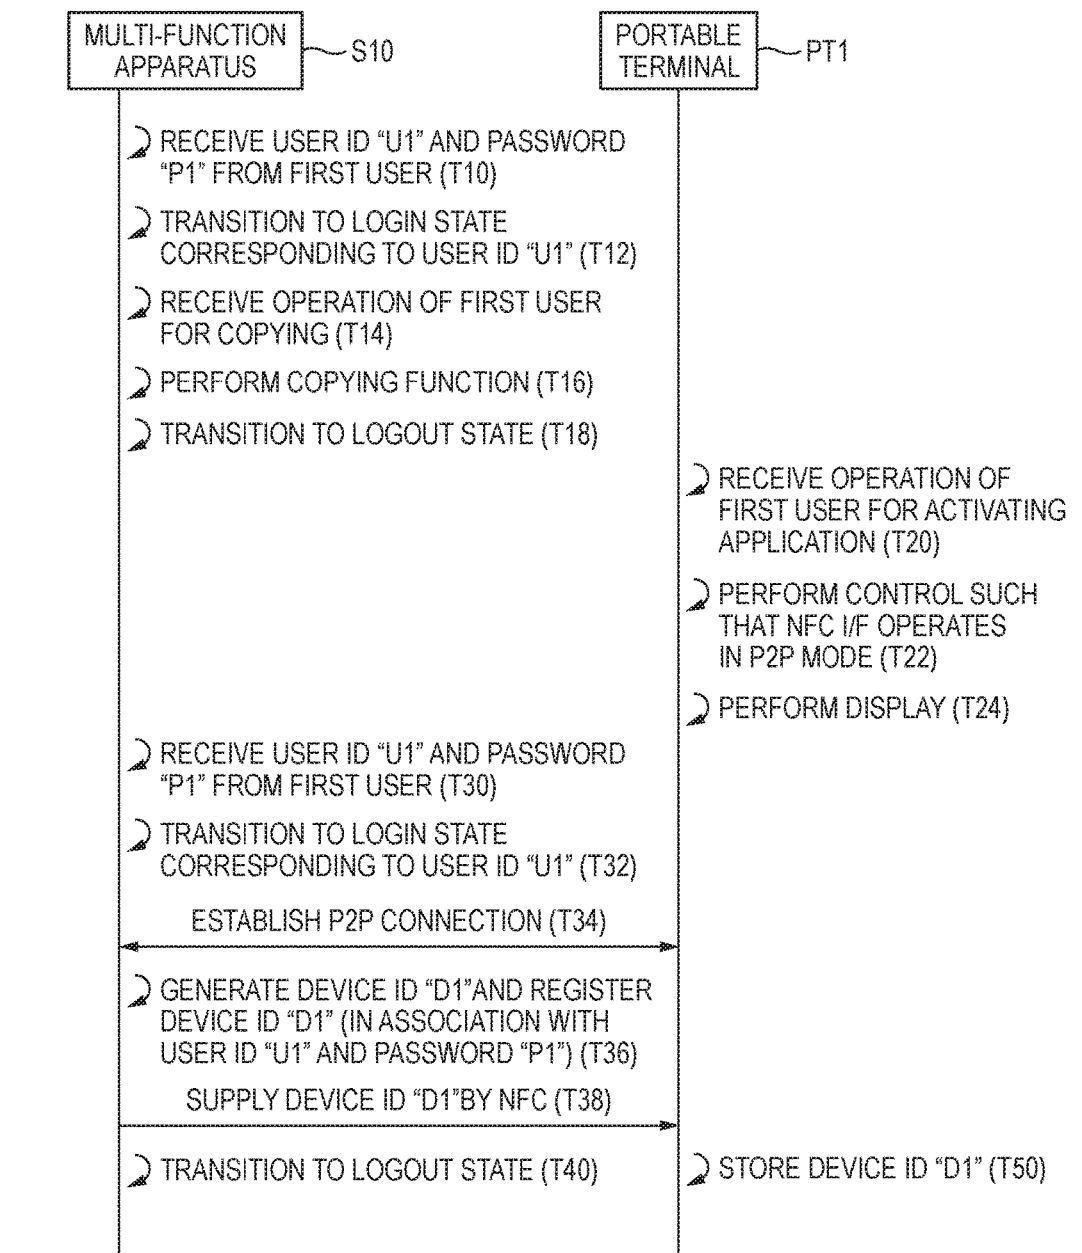 MULTI-FUNCTION
APPARATUS
S10
PORTABLE
TERMINAL
PT1
RECEIVE USER ID “U1” AND PASSWORD
“P1” FROM FIRST USER (T10)
TRANSITION TO LOGIN STATE
CORRESPONDING TO USER ID “U1” (T12)
RECEIVE OPERATION OF FIRST USER
FOR COPYING (T14)
PERFORM COPYING FUNCTION (T16)
TRANSITION TO LOGOUT STATE (T18)
RECEIVE OPERATION OF
FIRST USER FOR ACTIVATING
APPLICATION (T20)
PERFORM CONTROL SUCH
THAT NFC I/F OPERATES
IN P2P MODE (T22)
PERFORM DISPLAY (T24)
RECEIVE USER ID “U1” AND PASSWORD
“P1” FROM FIRST USER (T30)
TRANSITION TO LOGIN STATE
CORRESPONDING TO USER ID “U1” (T32)
ESTABLISH P2P CONNECTION (T34)
GENERATE DEVICE ID “D1”AND REGISTER
DEVICE ID “D1” (IN ASSOCIATION WITH
USER ID “U1” AND PASSWORD “P1”) (T36)
SUPPLY DEVICE ID “D1”BY NFC (T38)
TRANSITION TO LOGOUT STATE (T40)
STORE DEVICE ID “D1” (T50)